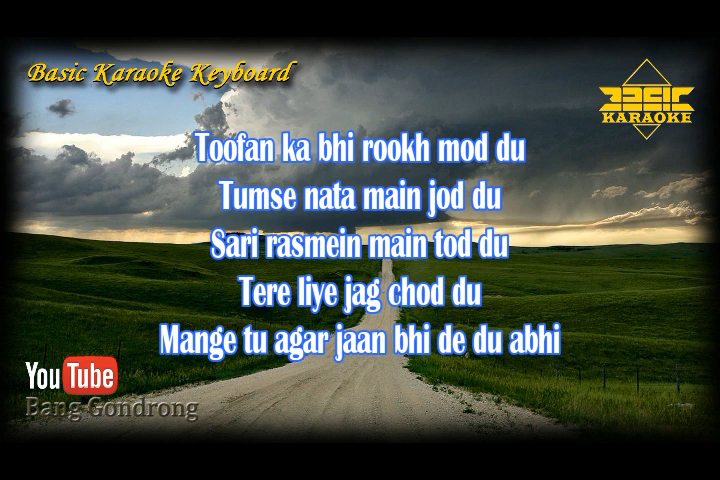 Basic Karaoke Keyboard
BASIC
KARAOKE
Toofan ka bhi rookh mod du
Tumse nata main jod du
Sari rasmein main tod du
Tere liye jag chod du
Mange tu agar jaan bhi de du abhi
YouTube
Bang Gondrong